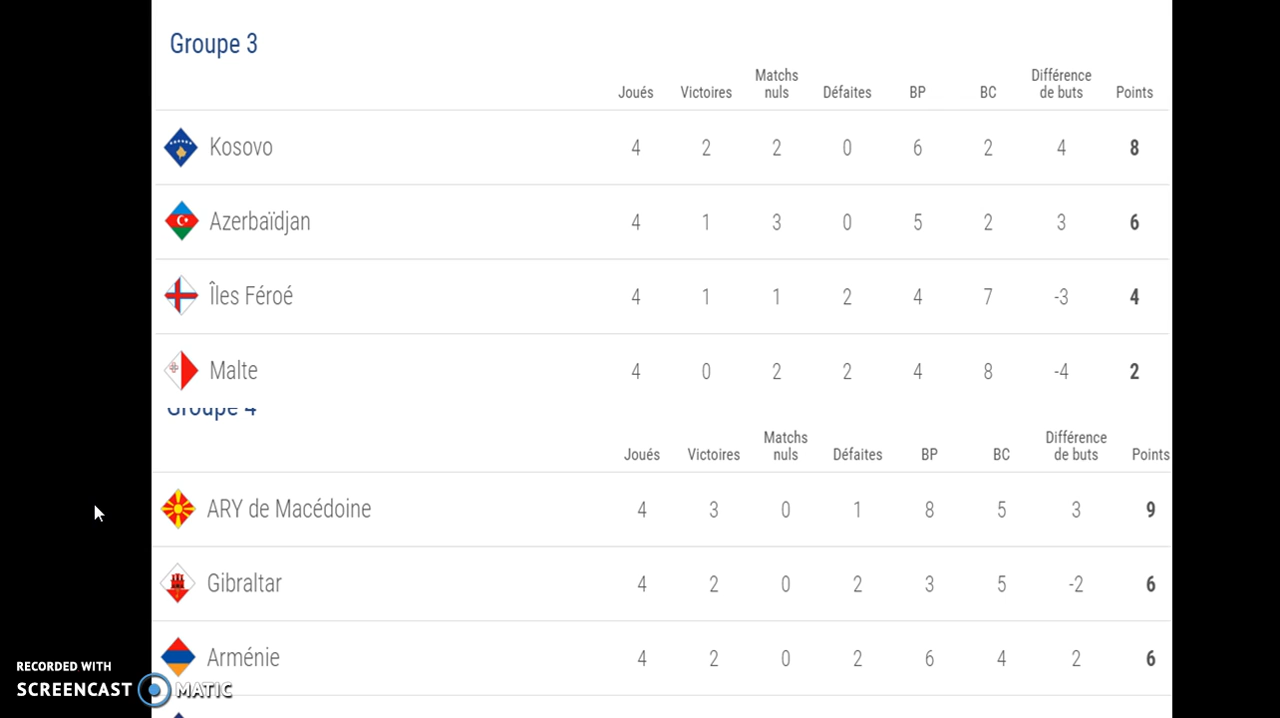 Groupe 3
Joués Victoires Matchs nuls Défaites BP BC Différence de buts Points
Kosovo 4 2 2 0 6 2 4 8
Azerbaïdjan 4 1 3 0 5 2 3 6
Îles Féroé 4 1 1 2 4 7 -3 4
Malte 4 0 2 2 4 8 -4 2
Groupe 4
Joués Victoires Matchs nuls Défaites BP BC Différence de buts Points
ARY de Macédoine 4 3 0 1 8 5 3 9
Gibraltar 4 2 0 2 3 5 -2 6
Arménie 4 2 0 2 6 4 2 6
RECORDED WITH
SCREENCAST MATIC